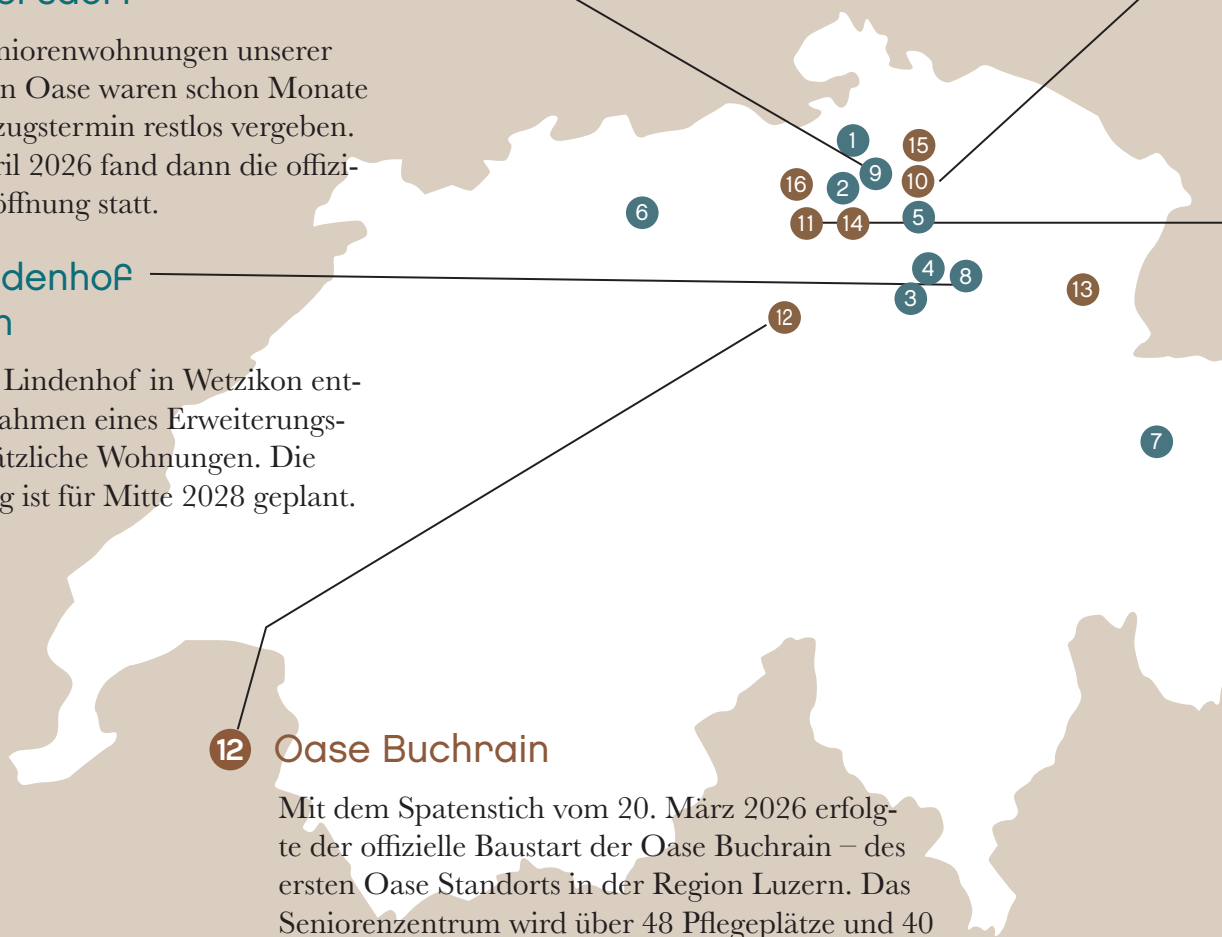 niorenwohnungen unserer
n Oase waren schon Monate
zugstermin restlos vergeben.
ril 2026 fand dann die offizi-
öffnung statt.
denhof
n
Lindenhof in Wetzikon ent-
ahmen eines Erweiterungs-
ätzliche Wohnungen. Die
g ist für Mitte 2028 geplant.
1
15
9
10
16
2
6
11
14
5
4
8
3
13
12
7
12 Oase Buchrain
Mit dem Spatenstich vom 20. März 2026 erfolg-
te der offizielle Baustart der Oase Buchrain – des
ersten Oase Standorts in der Region Luzern. Das
Seniorenzentrum wird über 48 Pflegeplätze und 40